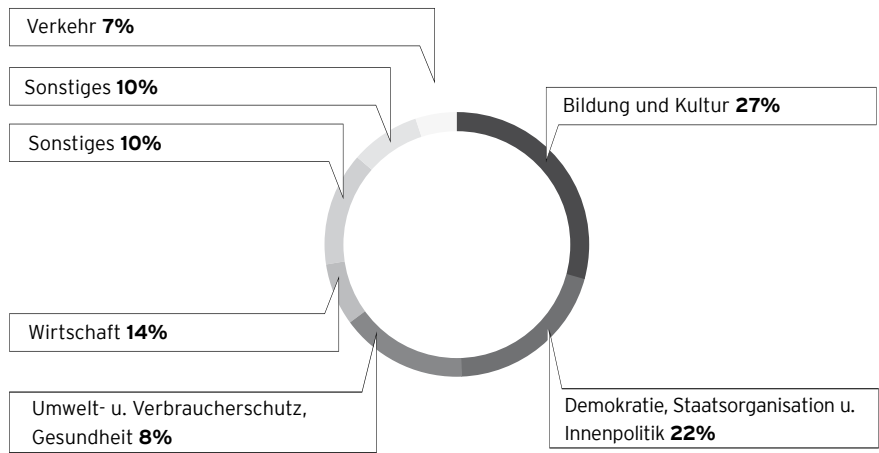 Verkehr 7%
Sonstiges 10%
Sonstiges 10%
Bildung und Kultur 27%
Wirtschaft 14%
Umwelt- u. Verbraucherschutz,
Gesundheit 8%
Demokratie, Staatsorganisation u.
Innenpolitik 22%